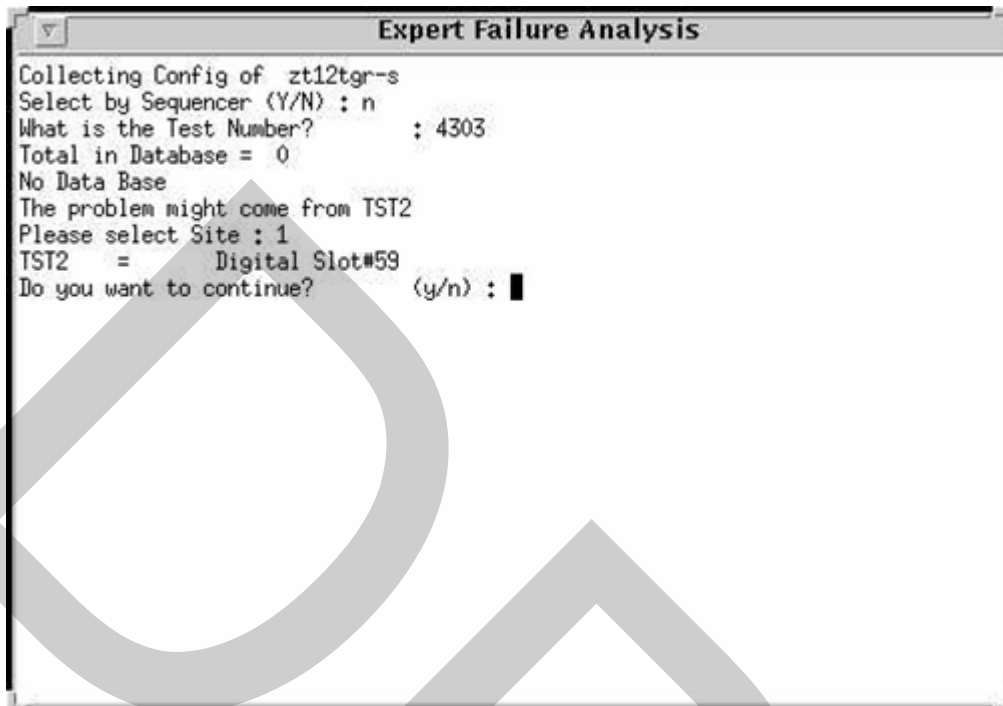 Expert Failure Analysis
Collecting Config of  zt12tgr-s
Select by Sequencer (Y/N) : n
What is the Test Number?          : 4303
Total in Database =  0
No Data Base
The problem might come from TST2
Please select Site : 1
TST2    =        Digital Slot#59
Do you want to continue?          (y/n) :